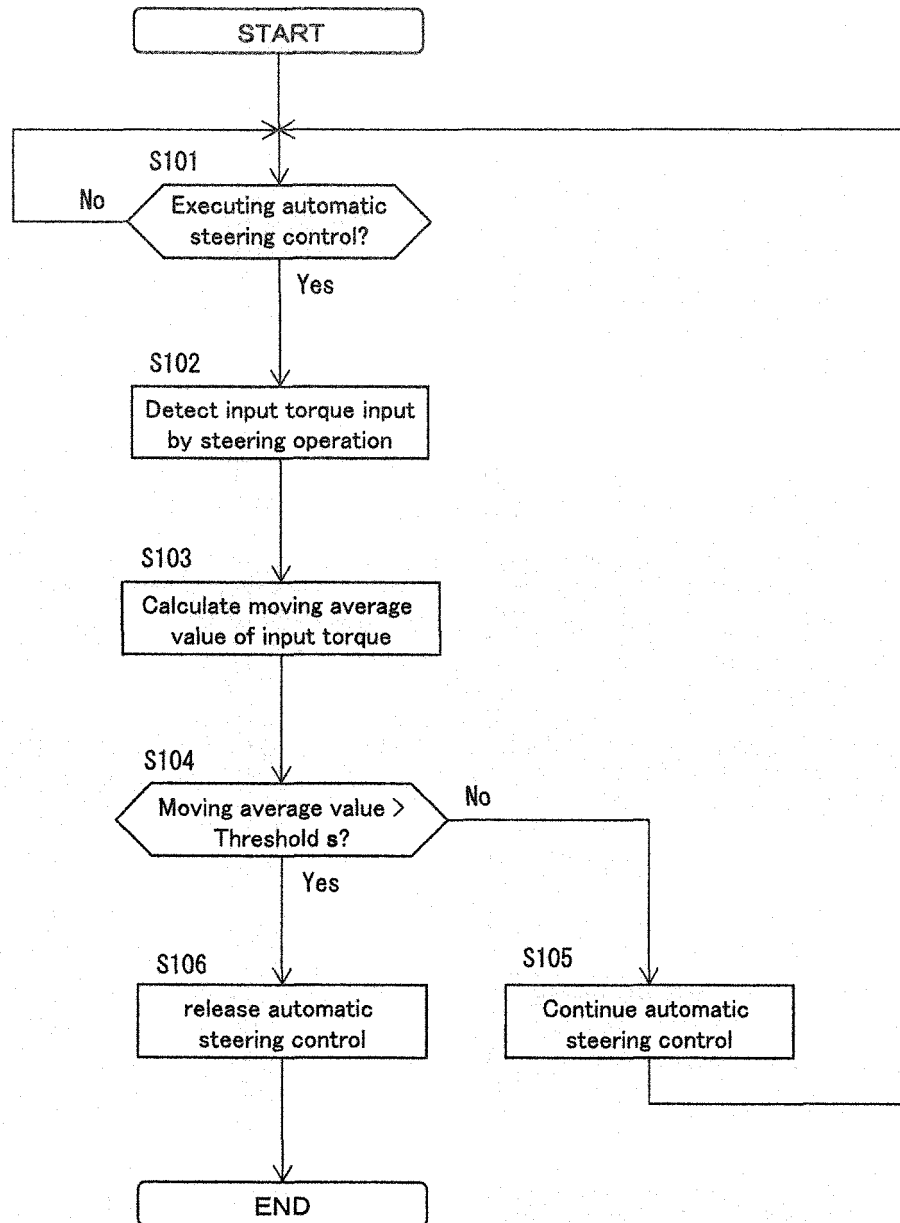 START
S101
No
Executing automatic
steering control?
Yes
S102
Detect input torque input
by steering operation
S103
Calculate moving average
value of input torque
S104
Moving average value >
Threshold s?
No
Yes
S106
release automatic
steering control
S105
Continue automatic
steering control
END